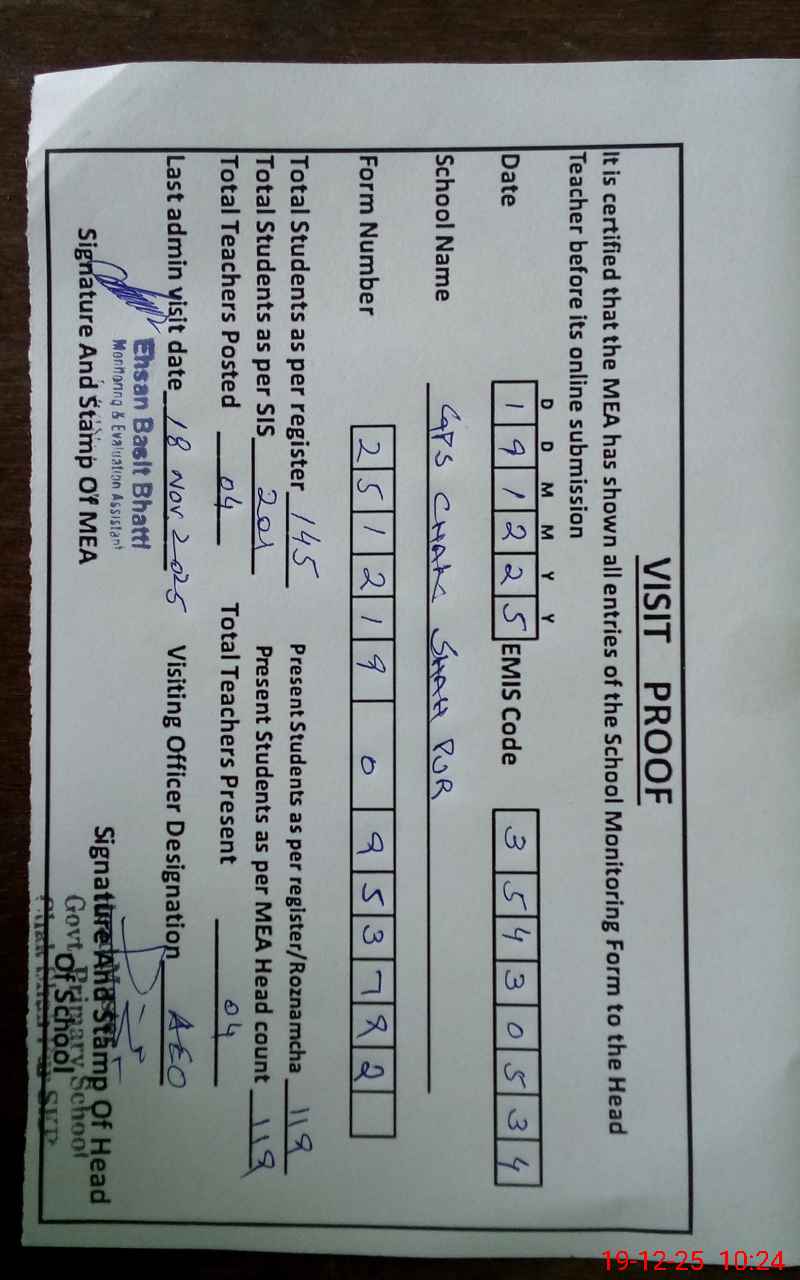 VISIT PROOF
It is certified that the MEA has shown all entries of the School Monitoring Form to the Head
Teacher before its online submission
D D M M Y Y
Date 1 9 1 2 2 5 EMIS Code 3 5 4 3 0 5 3 4
School Name GPS CHAK SHAH PUR
Form Number 2 5 1 2 1 9 0 9 5 3 7 9 2
Total Students as per register 145 Present Students as per register/Roznamcha 119
Total Students as per SIS 201 Present Students as per MEA Head count 119
Total Teachers Posted 04 Total Teachers Present 04
Last admin visit date 18 Nov. 2025 Visiting Officer Designation AEO
Ehsan Basit Bhatti
Monitoring & Evaluation Assistant
Signature And Stamp Of MEA
Signature And Stamp Of Head
Of School
Govt. Primary School
19-12-25 10:24